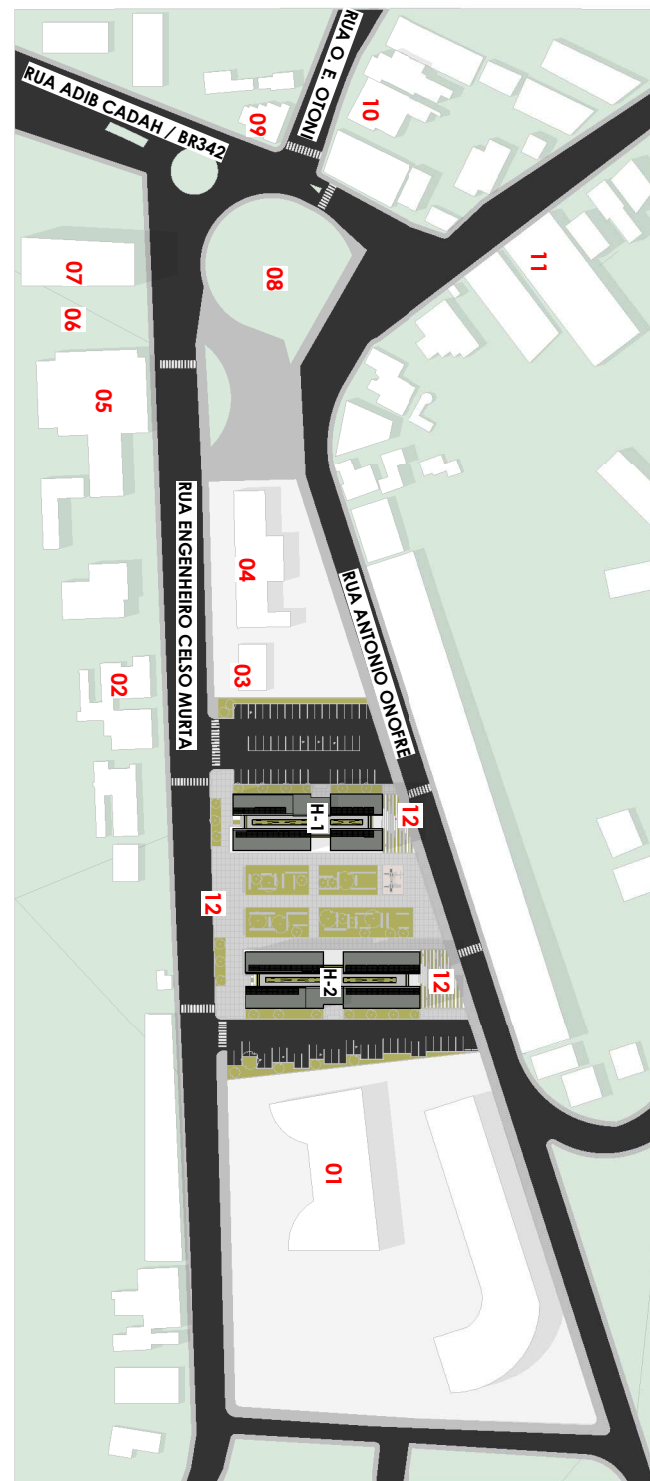 RUA O. E. OTONI
RUA ADIB CADAH / BR342
10
09
11
08
07
06
05
RUA ENGENHEIRO CELSO MURTA
04
RUA ANTONIO ONOFRE
03
02
H-1
12
12
H-2
12
01